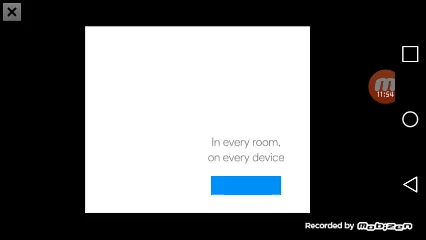 In every room,
on every device
11:54
Recorded by Mobizen